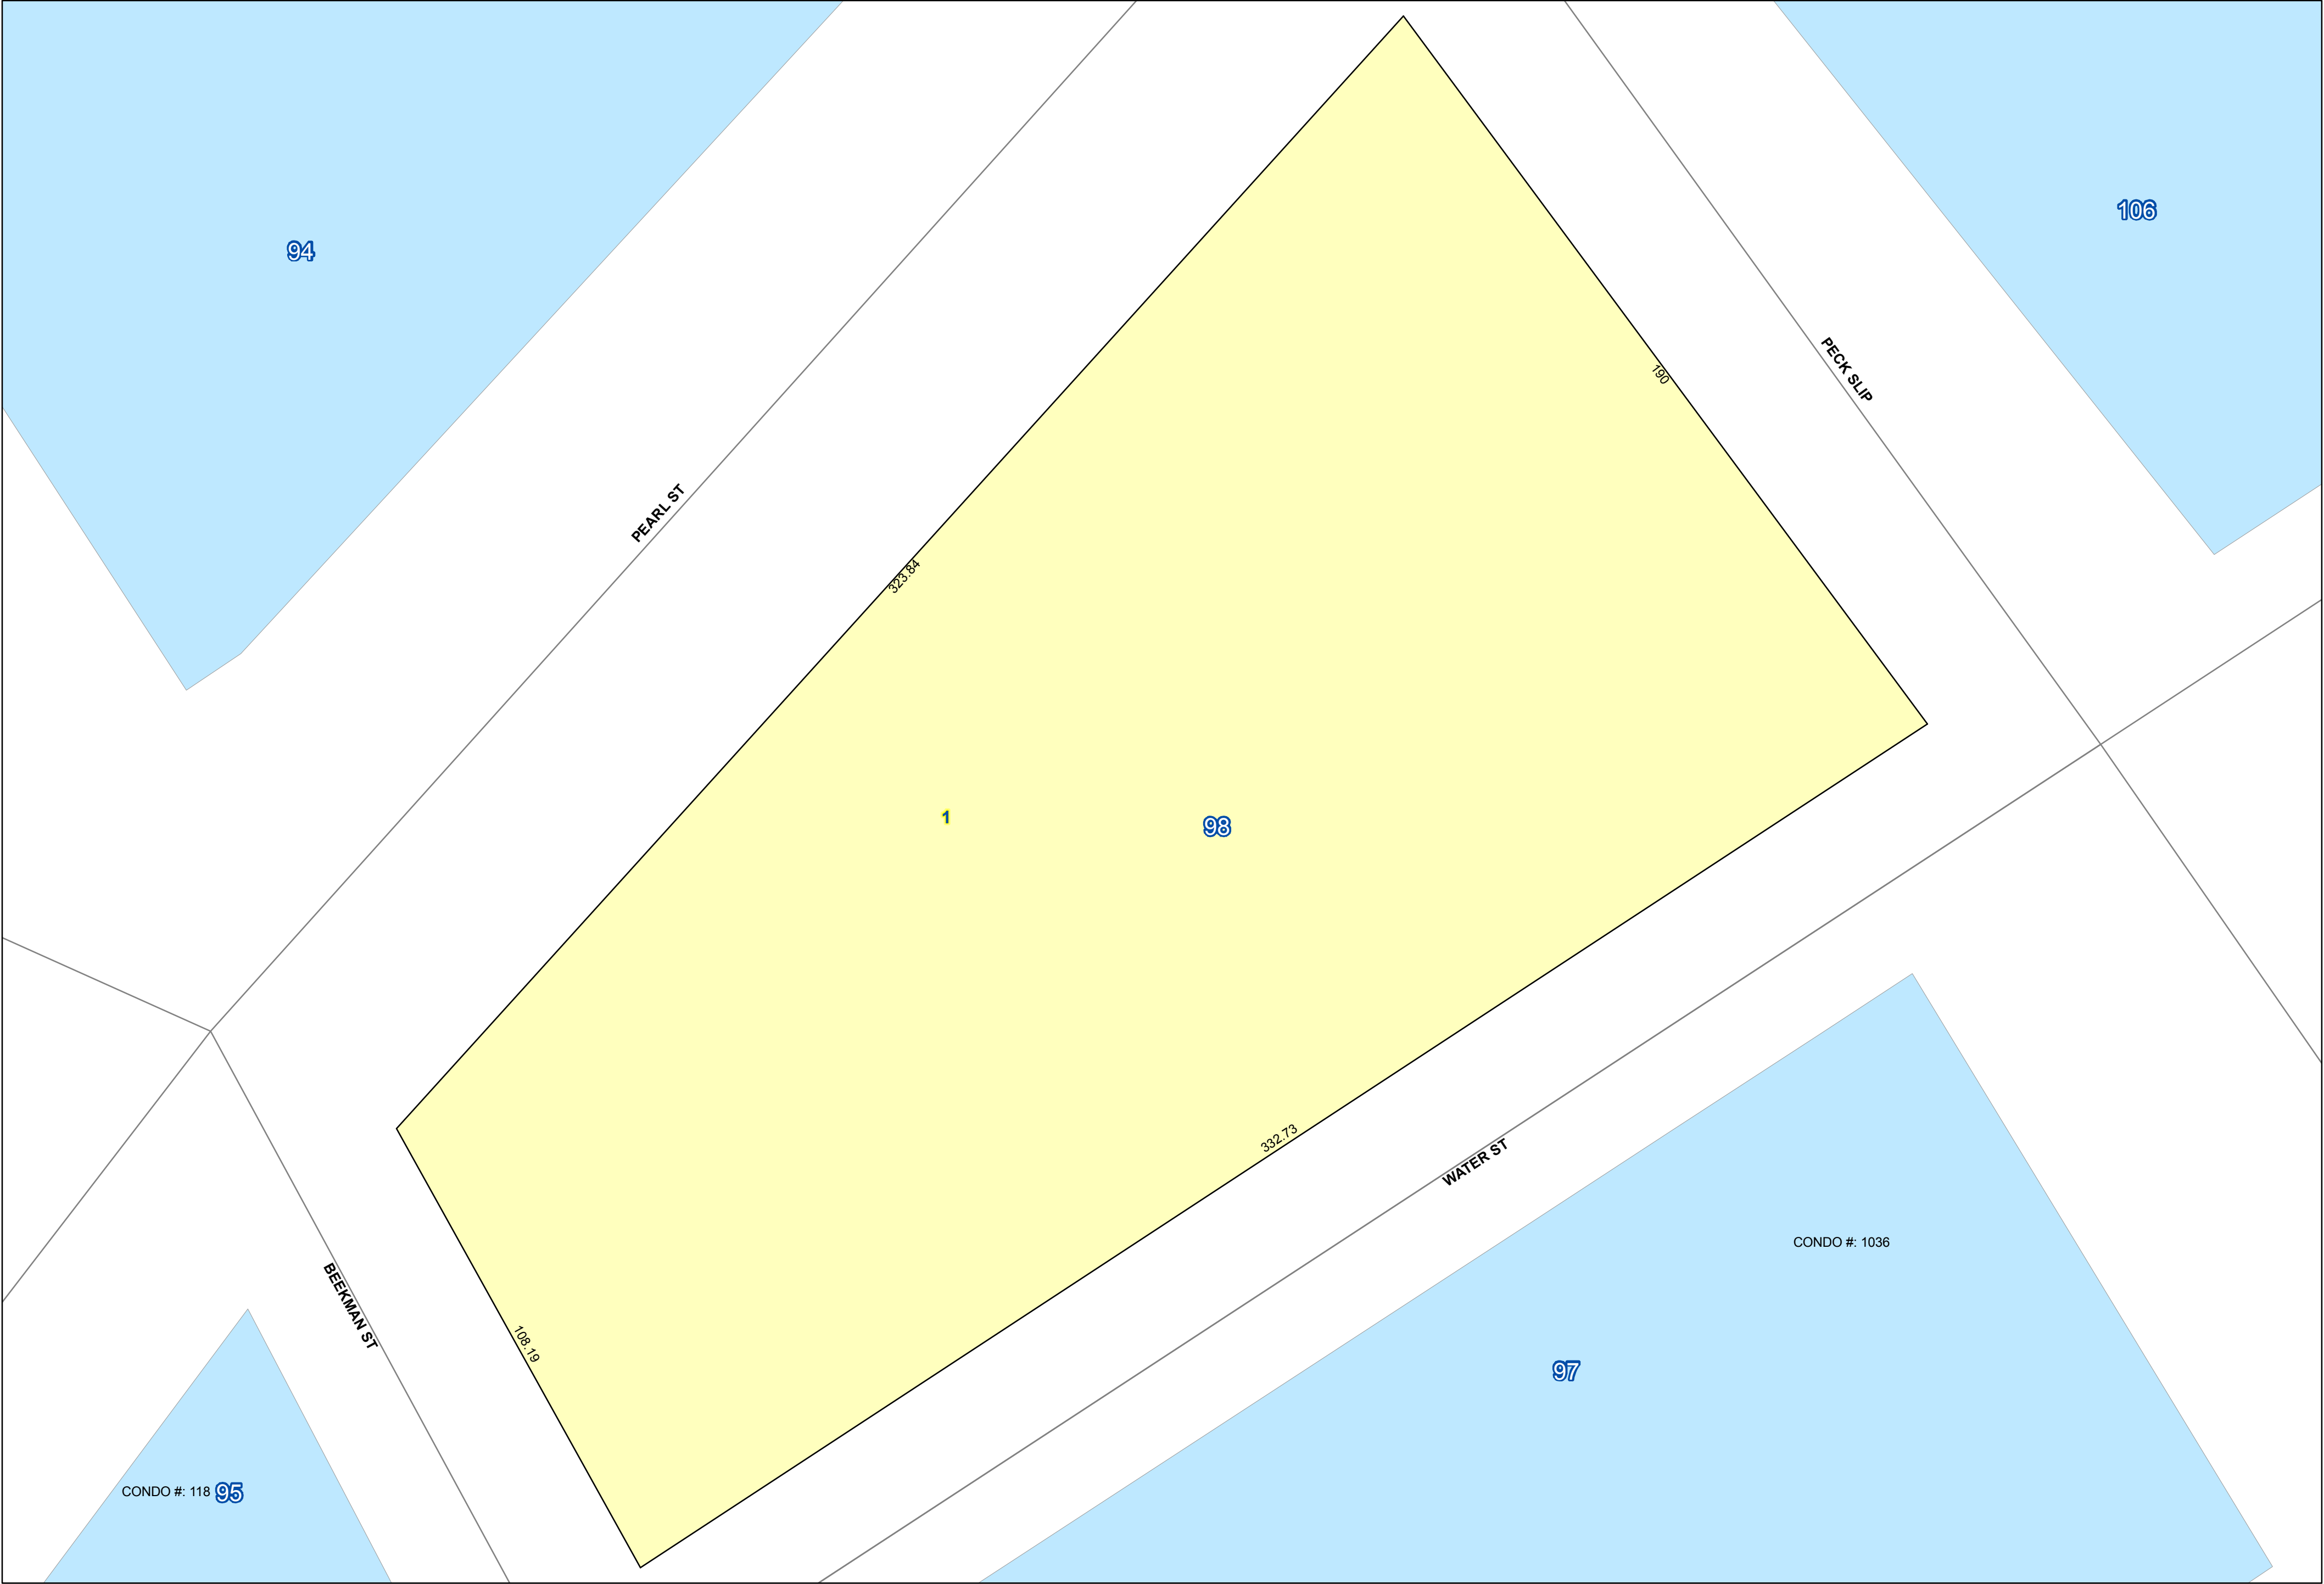 106
94
PECK SLIP
190
PEARL ST
323.84
1
98
332.73
WATER ST
CONDO #: 1036
BEEKMAN ST
108.19
97
CONDO #: 118
95